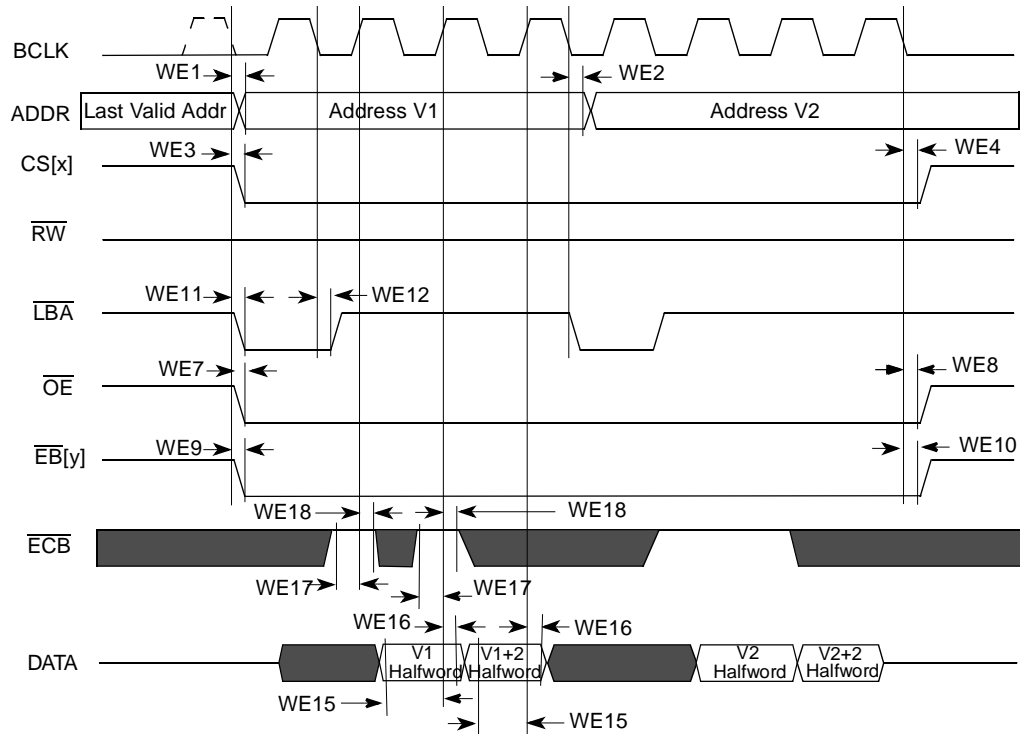 BCLK
WE1
WE2
ADDR
Last Valid Addr
Address V1
Address V2
WE3
WE4
CS[x]
RW
WE11
WE12
LBA
WE7
WE8
OE
WE9
WE10
EB[y]
WE18
WE18
ECB
WE17
WE17
WE16
WE16
DATA
V1
Halfword
V1+2
Halfword
V2
Halfword
V2+2
Halfword
WE15
WE15